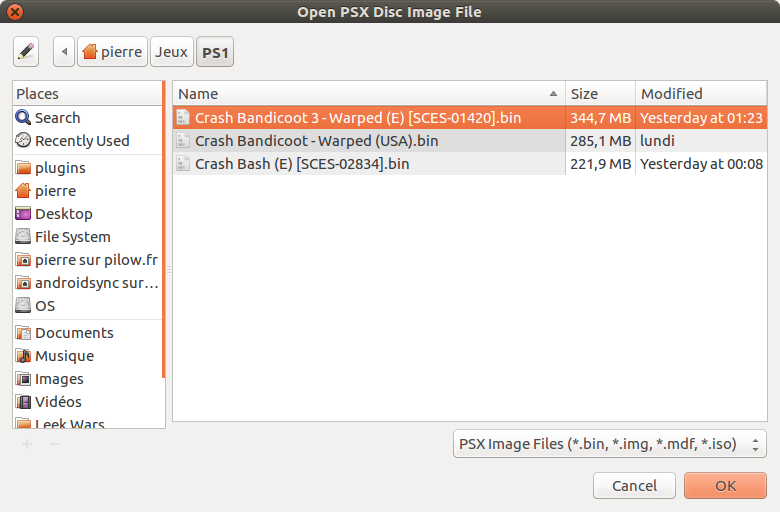 Open PSX Disc Image File
pierre Jeux PS1
Places
Search
Recently Used
plugins
pierre
Desktop
File System
pierre sur pilow.fr
androidsync sur…
OS
Documents
Musique
Images
Vidéos
Leek Wars
Name Size Modified
Crash Bandicoot 3 - Warped (E) [SCES-01420].bin 344,7 MB Yesterday at 01:23
Crash Bandicoot - Warped (USA).bin 285,1 MB lundi
Crash Bash (E) [SCES-02834].bin 221,9 MB Yesterday at 00:08
PSX Image Files (*.bin, *.img, *.mdf, *.iso)
Cancel OK